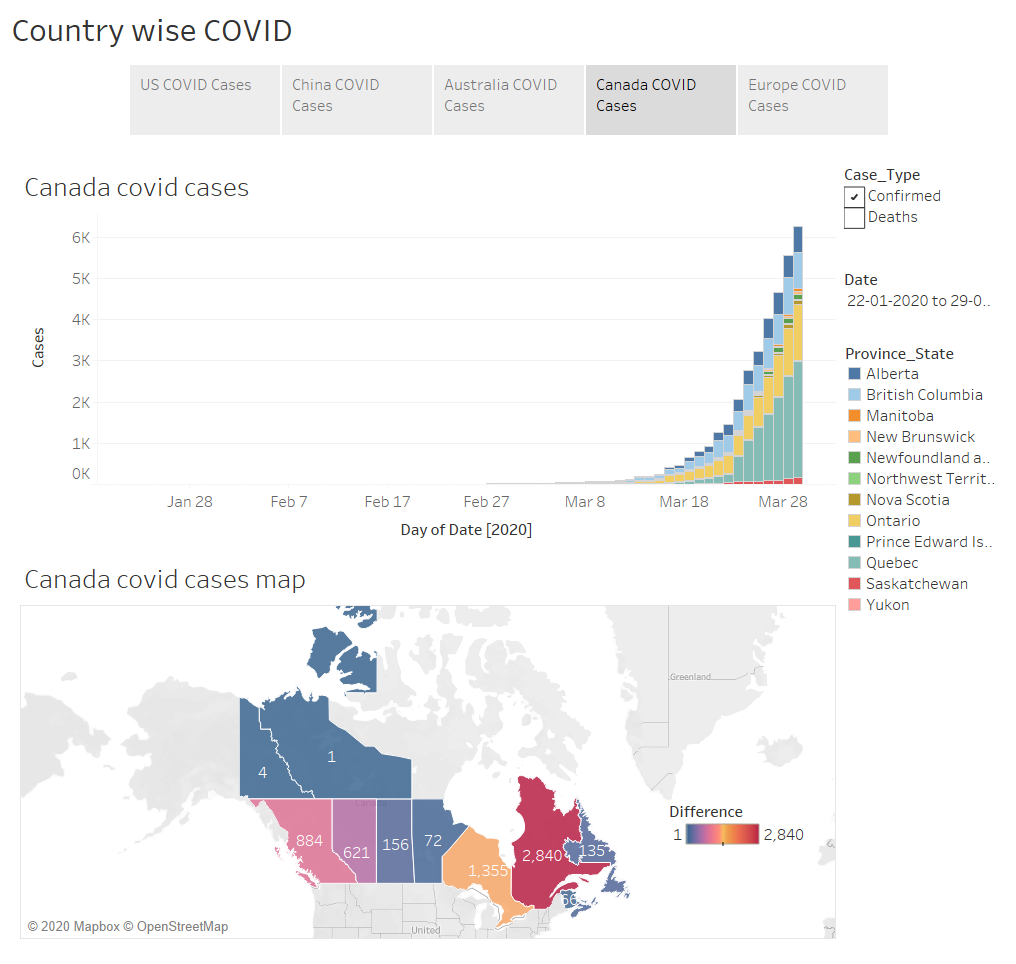 Country wise COVID
US COVID Cases
China COVID
Cases
Australia COVID
Cases
Canada COVID
Cases
Europe COVID
Cases
Canada covid cases
Case_Type
Confirmed
Deaths
Date
22-01-2020 to 29-0..
Province_State
Alberta
British Columbia
Manitoba
New Brunswick
Newfoundland a..
Northwest Territ..
Nova Scotia
Ontario
Prince Edward Is..
Quebec
Saskatchewan
Yukon
Cases
6K
5K
4K
3K
2K
1K
0K
Jan 28
Feb 7
Feb 17
Feb 27
Mar 8
Mar 18
Mar 28
Day of Date [2020]
Canada covid cases map
Greenland
1
4
Canada
884
621
156
72
1,355
2,840
135
Difference
1
2,840
United
© 2020 Mapbox © OpenStreetMap